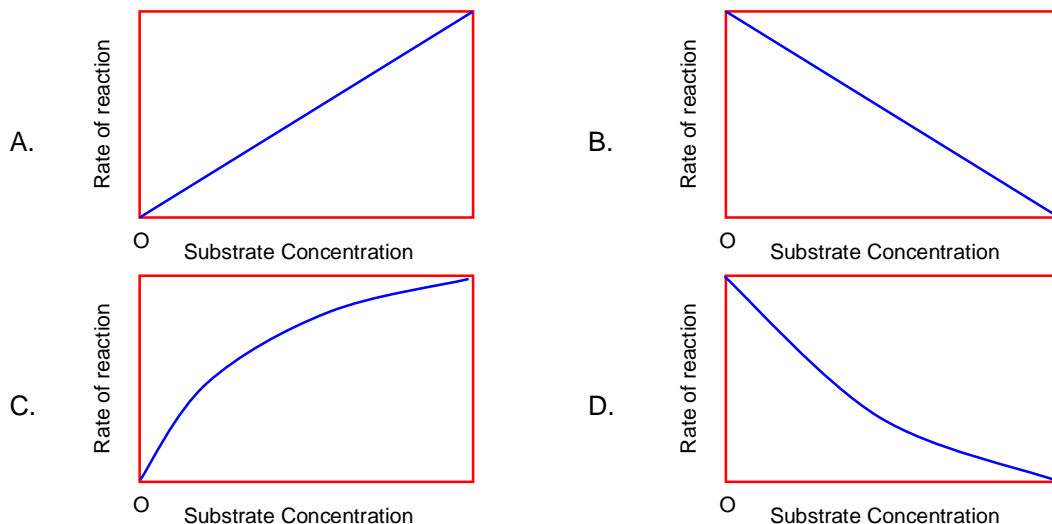 A.
Rate of reaction
O
Substrate Concentration
B.
Rate of reaction
O
Substrate Concentration
C.
Rate of reaction
O
Substrate Concentration
D.
Rate of reaction
O
Substrate Concentration